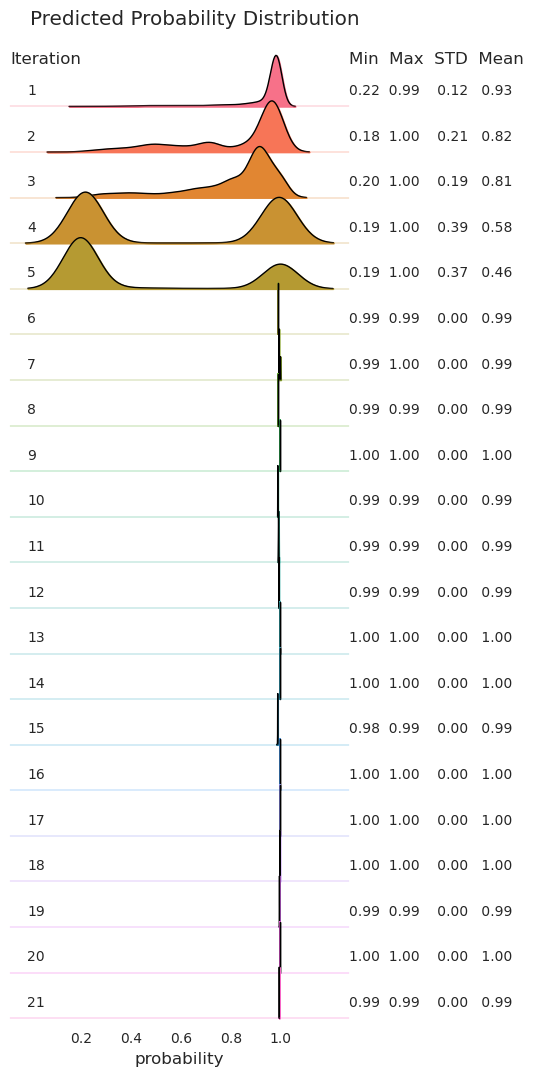 Predicted Probability Distribution
Iteration Min Max STD Mean
1 0.22 0.99 0.12 0.93
2 0.18 1.00 0.21 0.82
3 0.20 1.00 0.19 0.81
4 0.19 1.00 0.39 0.58
5 0.19 1.00 0.37 0.46
6 0.99 0.99 0.00 0.99
7 0.99 1.00 0.00 0.99
8 0.99 0.99 0.00 0.99
9 1.00 1.00 0.00 1.00
10 0.99 0.99 0.00 0.99
11 0.99 0.99 0.00 0.99
12 0.99 0.99 0.00 0.99
13 1.00 1.00 0.00 1.00
14 1.00 1.00 0.00 1.00
15 0.98 0.99 0.00 0.99
16 1.00 1.00 0.00 1.00
17 1.00 1.00 0.00 1.00
18 1.00 1.00 0.00 1.00
19 0.99 0.99 0.00 0.99
20 1.00 1.00 0.00 1.00
21 0.99 0.99 0.00 0.99
0.2 0.4 0.6 0.8 1.0
probability